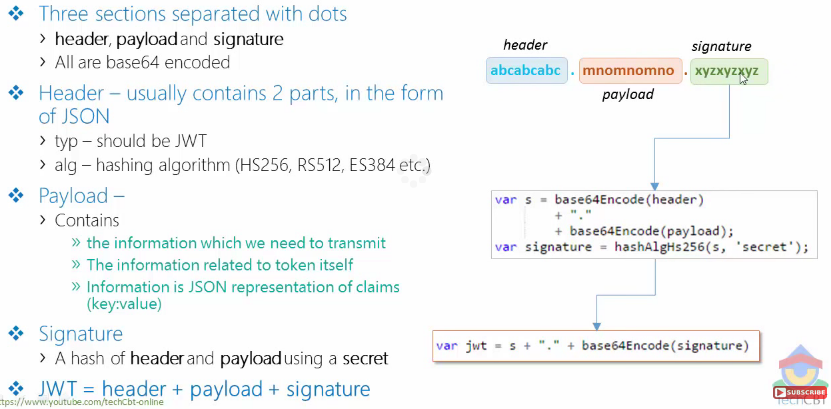 Three sections separated with dots
header, payload and signature
All are base64 encoded
Header – usually contains 2 parts, in the form
of JSON
typ – should be JWT
alg – hashing algorithm (HS256, RS512, ES384 etc.)
Payload –
Contains
the information which we need to transmit
The information related to token itself
Information is JSON representation of claims
(key:value)
Signature
A hash of header and payload using a secret
JWT = header + payload + signature
ttps://www.youtube.com/techCbt-online
header
signature
abcabcabc . mnomnomno . xyzxyzxyz
payload
var s = base64Encode(header)
+ "."
+ base64Encode(payload);
var signature = hashAlgHs256(s, 'secret');
var jwt = s + "." + base64Encode(signature)
SUBSCRIBE
TechCBT